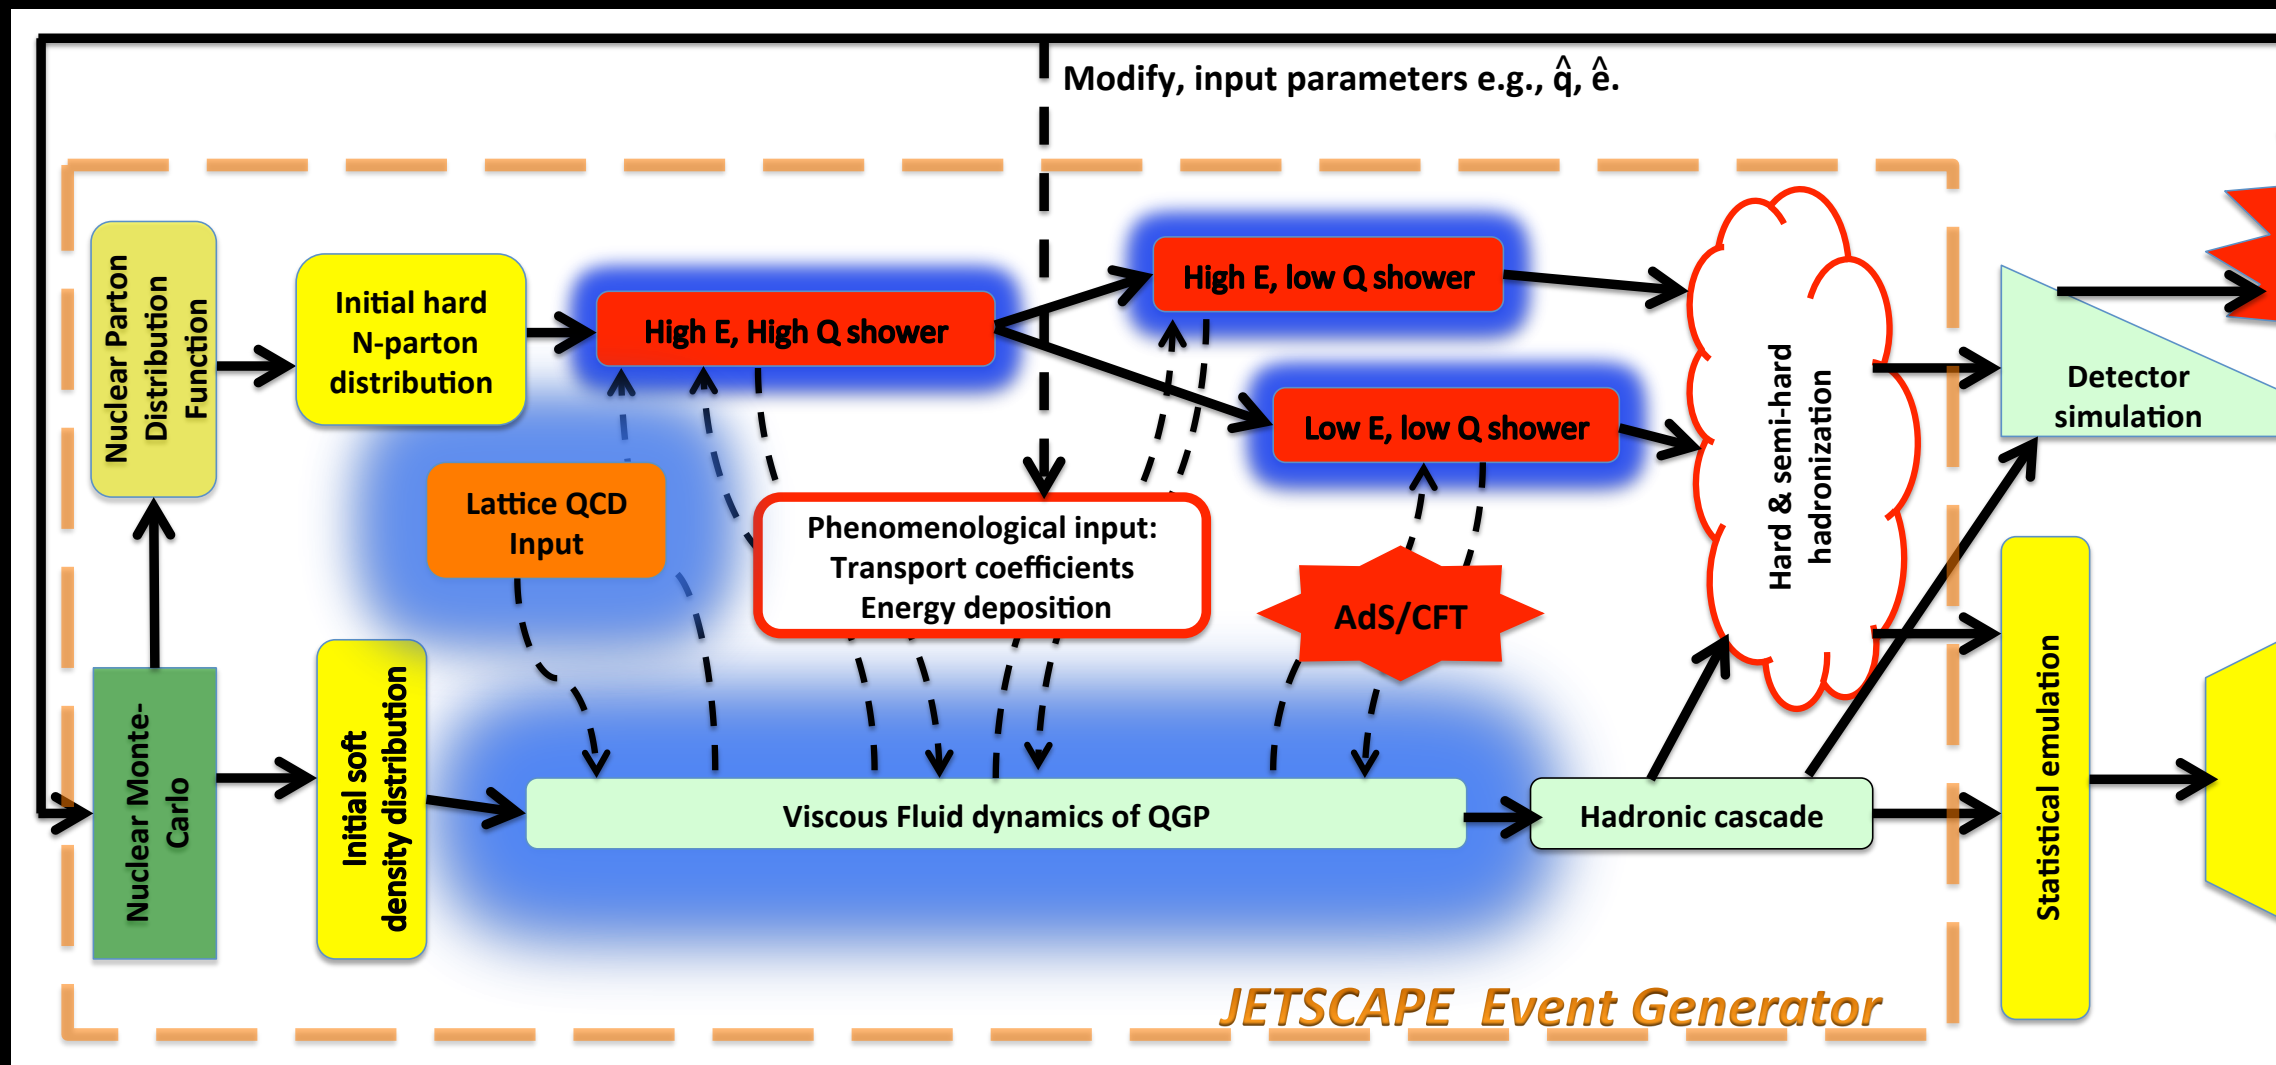 Modify, input parameters e.g., q̂, ê.
Nuclear Parton
Distribution
Function
Initial hard
N-parton
distribution
High E, High Q shower
High E, low Q shower
Low E, low Q shower
Hard & semi-hard
hadronization
Detector
simulation
Lattice QCD
Input
Phenomenological input:
Transport coefficients
Energy deposition
AdS/CFT
Nuclear Monte-
Carlo
Initial soft
density distribution
Viscous Fluid dynamics of QGP
Hadronic cascade
Statistical emulation
JETSCAPE Event Generator